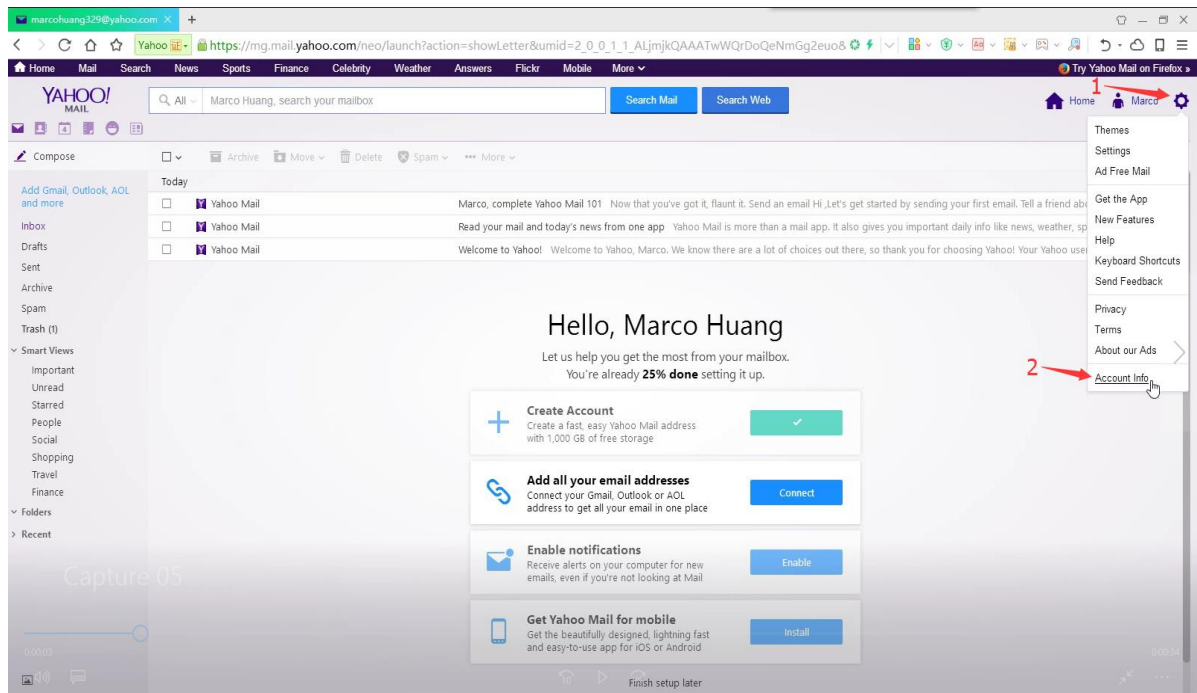 marcohuang329@yahoo.com
Yahoo 证
https://mg.mail.yahoo.com/neo/launch?action=showLetter&umid=2_0_0_1_1_ALjmjkQAAATwWQrDoQeNmGg2euo8
Home Mail Search News Sports Finance Celebrity Weather Answers Flickr Mobile More
Try Yahoo Mail on Firefox »
1
YAHOO!
MAIL
All Marco Huang, search your mailbox Search Mail Search Web
Home Marco
Compose
Archive Move Delete Spam More
Themes
Settings
Ad Free Mail
Get the App
New Features
Help
Keyboard Shortcuts
Send Feedback
Privacy
Terms
About our Ads
2
Account Info
Add Gmail, Outlook, AOL
and more
Inbox
Drafts
Sent
Archive
Spam
Trash (1)
Smart Views
Important
Unread
Starred
People
Social
Shopping
Travel
Finance
Folders
Recent
Today
Yahoo Mail Marco, complete Yahoo Mail 101 Now that you've got it, flaunt it. Send an email Hi ,Let's get started by sending your first email. Tell a friend abo
Yahoo Mail Read your mail and today's news from one app Yahoo Mail is more than a mail app. It also gives you important daily info like news, weather, sp
Yahoo Mail Welcome to Yahoo! Welcome to Yahoo, Marco. We know there are a lot of choices out there, so thank you for choosing Yahoo! Your Yahoo user
Hello, Marco Huang
Let us help you get the most from your mailbox.
You're already 25% done setting it up.
Create Account
Create a fast, easy Yahoo Mail address
with 1,000 GB of free storage
Add all your email addresses
Connect your Gmail, Outlook or AOL
address to get all your email in one place
Connect
Enable notifications
Receive alerts on your computer for new
emails, even if you're not looking at Mail
Enable
Get Yahoo Mail for mobile
Get the beautifully designed, lightning fast
and easy-to-use app for iOS or Android
Install
Finish setup later
Capture 05
0:00:03
0:00:34
10